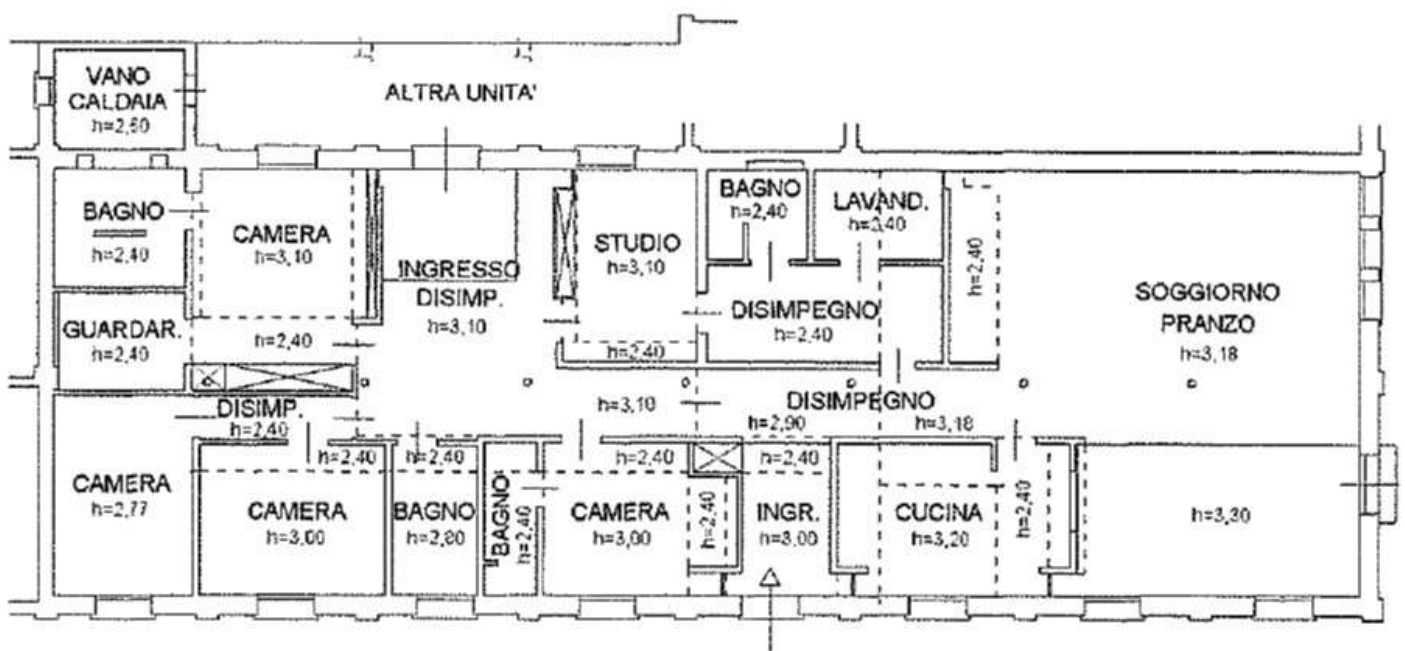 VANO
CALDAIA
h=2,60
ALTRA UNITA'
BAGNO
h=2,40
CAMERA
h=3,10
h=2,40
GUARDAR.
h=2,40
INGRESSO
DISIMP.
h=3,10
STUDIO
h=3,10
h=2,40
BAGNO
h=2,40
LAVAND.
h=2,40
DISIMPEGNO
h=2,40
h=2,40
SOGGIORNO
PRANZO
h=3,18
DISIMP.
h=2,40
h=3,10
DISIMPEGNO
h=2,90
h=3,18
CAMERA
h=2,77
h=2,40
CAMERA
h=3,00
h=2,40
BAGNO
h=2,80
BAGNO
h=2,40
h=2,40
CAMERA
h=3,00
h=2,40
h=2,40
INGR.
h=3,00
CUCINA
h=3,20
h=2,40
h=3,30